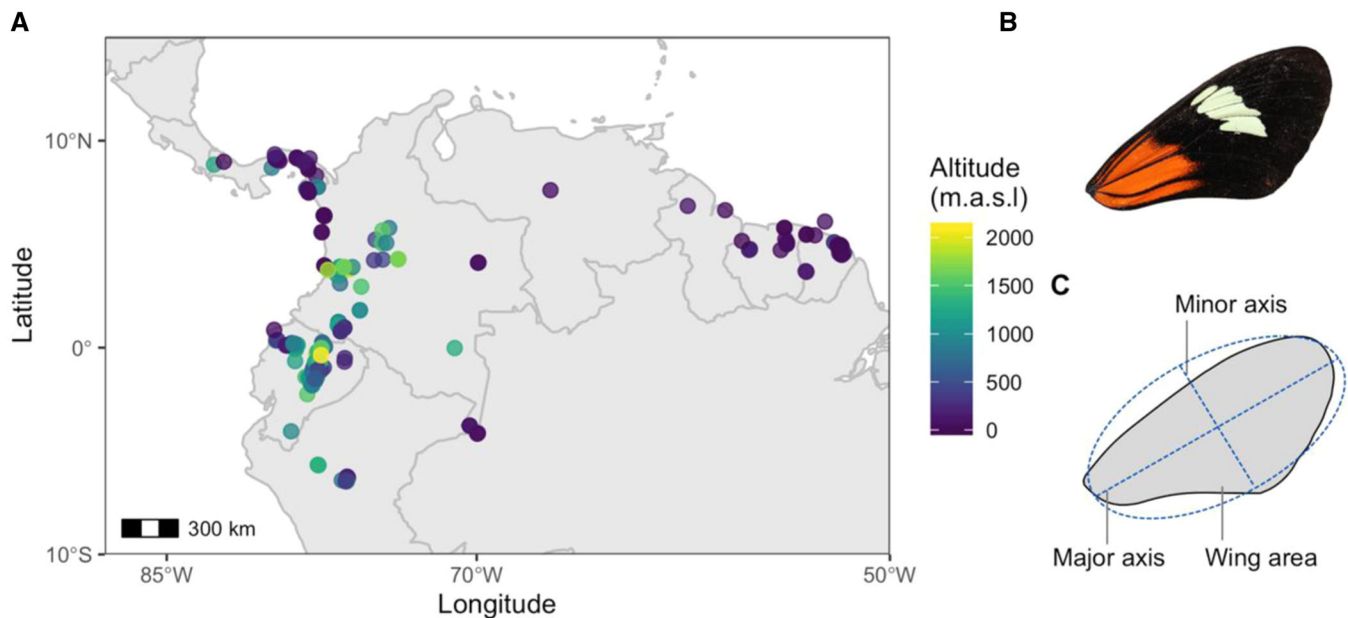 A
B
10°N
0°
10°S
Latitude
300 km
85°W
70°W
50°W
Longitude
Altitude
(m.a.s.l)
2000
1500
1000
500
0
C
Minor axis
Major axis
Wing area